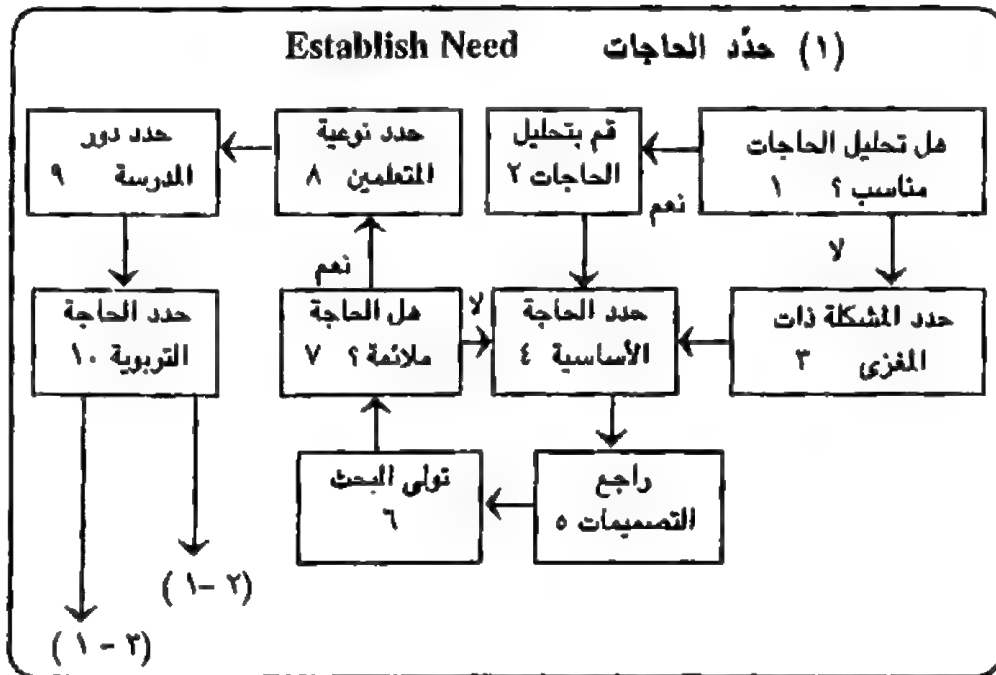 (١) حدِّد الحاجات Establish Need
هل تحليل الحاجات
مناسب ؟ ١
نعم
لا
قم بتحليل
الحاجات ٢
حدد المشكلة ذات
المغزى ٣
حدد الحاجة
الأساسية ٤
راجع
التصميمات ٥
تولى البحث
٦
هل الحاجة
ملائمة ؟ ٧
لا
نعم
حدد نوعية
المتعلمين ٨
حدد دور
المدرسة ٩
حدد الحاجة
التربوية ١٠
(٢ – ١)
(٣ – ١)